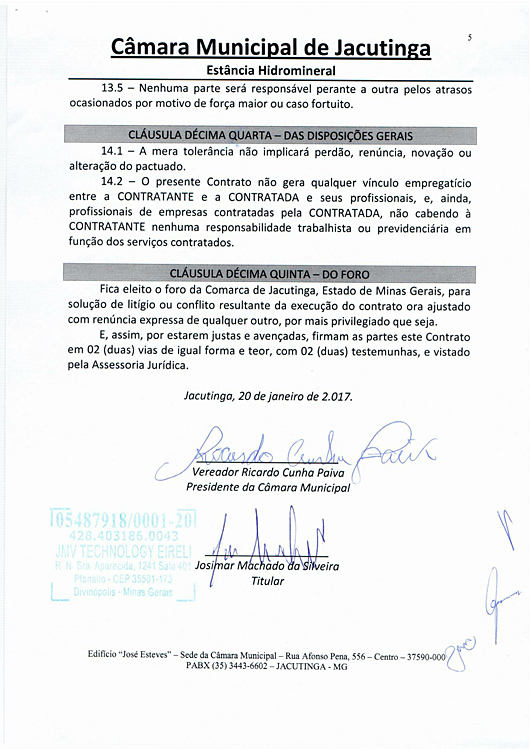 5
Câmara Municipal de Jacutinga
Estância Hidromineral
13.5 – Nenhuma parte será responsável perante a outra pelos atrasos
ocasionados por motivo de força maior ou caso fortuito.
CLÁUSULA DÉCIMA QUARTA – DAS DISPOSIÇÕES GERAIS
14.1 – A mera tolerância não implicará perdão, renúncia, novação ou
alteração do pactuado.
14.2 – O presente Contrato não gera qualquer vínculo empregatício
entre a CONTRATANTE e a CONTRATADA e seus profissionais, e, ainda,
profissionais de empresas contratadas pela CONTRATADA, não cabendo à
CONTRATANTE nenhuma responsabilidade trabalhista ou previdenciária em
função dos serviços contratados.
CLÁUSULA DÉCIMA QUINTA – DO FORO
Fica eleito o foro da Comarca de Jacutinga, Estado de Minas Gerais, para
solução de litígio ou conflito resultante da execução do contrato ora ajustado
com renúncia expressa de qualquer outro, por mais privilegiado que seja.
E, assim, por estarem justas e avençadas, firmam as partes este Contrato
em 02 (duas) vias de igual forma e teor, com 02 (duas) testemunhas, e vistado
pela Assessoria Jurídica.
Jacutinga, 20 de janeiro de 2.017.
Ricardo Cunha Paiva
Vereador Ricardo Cunha Paiva
Presidente da Câmara Municipal
05487918/0001-20
428.403186.0043
JMV TECHNOLOGY EIRELI
R. N. Sra. Aparecida, 1241 Sala 401
Planalto - CEP 35501-173
Divinópolis - Minas Gerais
Josimar Machado da Silveira
Titular
Edifício “José Esteves” – Sede da Câmara Municipal – Rua Afonso Pena, 556 – Centro – 37590-000
PABX (35) 3443-6602 – JACUTINGA - MG